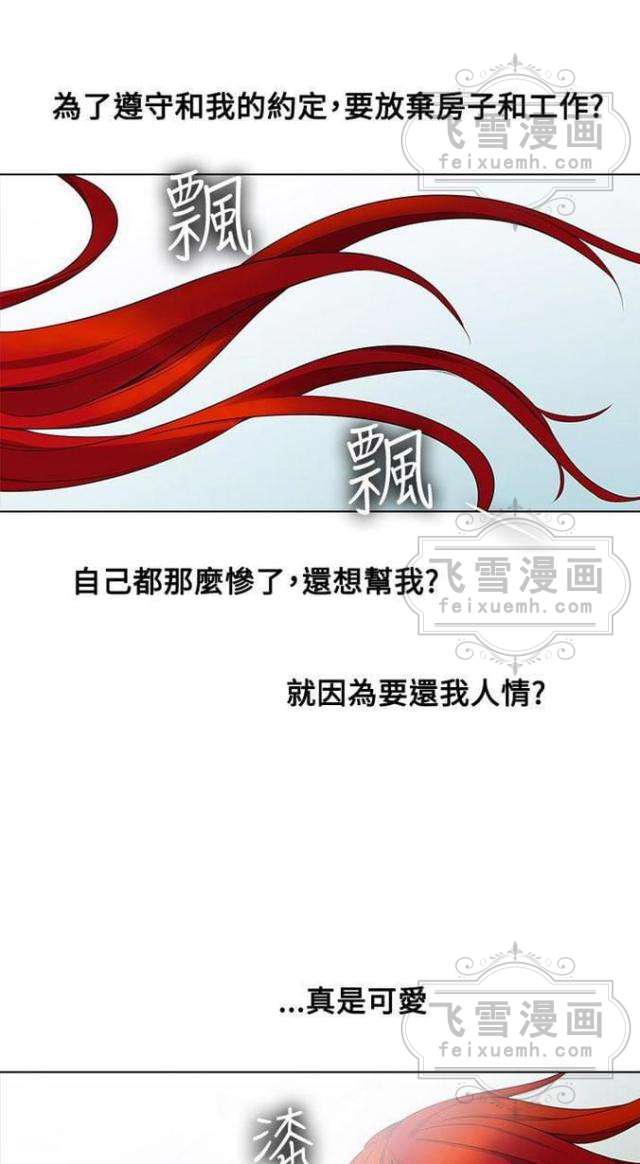 為了遵守和我的約定，要放棄房子和工作？
飞雪漫画
feixuemh.com
飄
飄
飞雪漫画
feixuemh.com
自己都那麼慘了，還想幫我？
就因為要還我人情？
...真是可愛
飞雪漫画
feixuemh.com